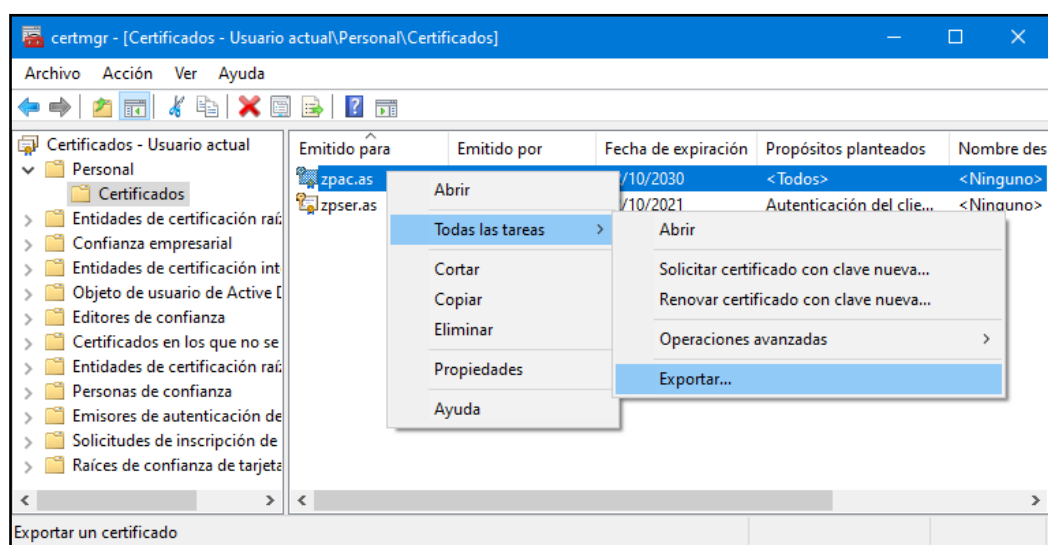 certmgr - [Certificados - Usuario actual\Personal\Certificados]
Archivo Acción Ver Ayuda
Certificados - Usuario actual
Personal
Certificados
Entidades de certificación raíz
Confianza empresarial
Entidades de certificación int
Objeto de usuario de Active D
Editores de confianza
Certificados en los que no se
Entidades de certificación raíz
Personas de confianza
Emisores de autenticación de
Solicitudes de inscripción de
Raíces de confianza de tarjeta
Emitido para Emitido por Fecha de expiración Propósitos planteados Nombre des
zpac.as /10/2030 <Todos> <Ninguno>
zpser.as /10/2021 Autenticación del clie... <Ninguno>
Abrir
Todas las tareas
Cortar
Copiar
Eliminar
Propiedades
Ayuda
Abrir
Solicitar certificado con clave nueva...
Renovar certificado con clave nueva...
Operaciones avanzadas
Exportar...
Exportar un certificado